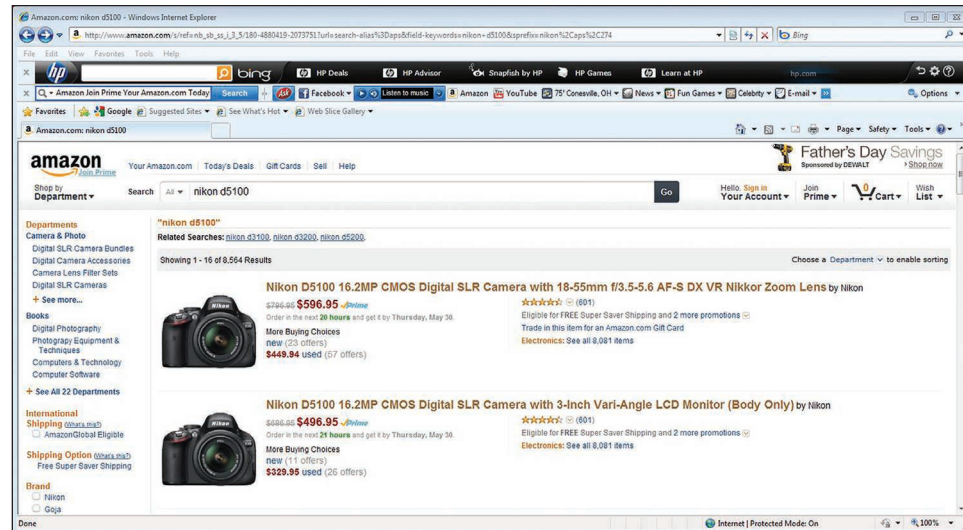 Amazon.com: nikon d5100 - Windows Internet Explorer
http://www.amazon.com/s/ref=nb_sb_ss_i_3_5/180-4880419-2073751?url=search-alias%3Daps&field-keywords=nikon+d5100&sprefix=nikon%2Caps%2C274
Bing
File Edit View Favorites Tools Help
hp bing HP Deals HP Advisor Snapfish by HP HP Games Learn at HP hp.com
Amazon Join Prime Your Amazon.com Today Search Ask Facebook Listen to music Amazon YouTube 75° Conesville, OH News Fun Games Celebrity E-mail Options
Favorites Google Suggested Sites See What's Hot Web Slice Gallery
Amazon.com: nikon d5100 Page Safety Tools
amazon Join Prime Your Amazon.com Today's Deals Gift Cards Sell Help
Father's Day Savings
Sponsored by DEWALT Shop now
Shop by Department Search All nikon d5100 Go Hello. Sign in Your Account Join Prime 0 Cart Wish List
Departments
Camera & Photo
Digital SLR Camera Bundles
Digital Camera Accessories
Camera Lens Filter Sets
Digital SLR Cameras
+ See more...
Books
Digital Photography
Photograpy Equipment & Techniques
Computers & Technology
Computer Software
+ See All 22 Departments
International Shipping (What's this?)
AmazonGlobal Eligible
Shipping Option (What's this?)
Free Super Saver Shipping
Brand
Nikon
Goja
"nikon d5100"
Related Searches: nikon d3100, nikon d3200, nikon d5200.
Showing 1 - 16 of 8,564 Results Choose a Department to enable sorting
Nikon D5100 16.2MP CMOS Digital SLR Camera with 18-55mm f/3.5-5.6 AF-S DX VR Nikkor Zoom Lens by Nikon
$796.95 $596.95 Prime
Order in the next 20 hours and get it by Thursday, May 30.
More Buying Choices
new (23 offers)
$449.94 used (57 offers)
(601)
Eligible for FREE Super Saver Shipping and 2 more promotions
Trade in this item for an Amazon.com Gift Card
Electronics: See all 8,081 items
Nikon D5100 16.2MP CMOS Digital SLR Camera with 3-Inch Vari-Angle LCD Monitor (Body Only) by Nikon
$696.95 $496.95 Prime
Order in the next 21 hours and get it by Thursday, May 30.
More Buying Choices
new (11 offers)
$329.95 used (26 offers)
(601)
Eligible for FREE Super Saver Shipping and 2 more promotions
Electronics: See all 8,081 items
Done Internet | Protected Mode: On 100%